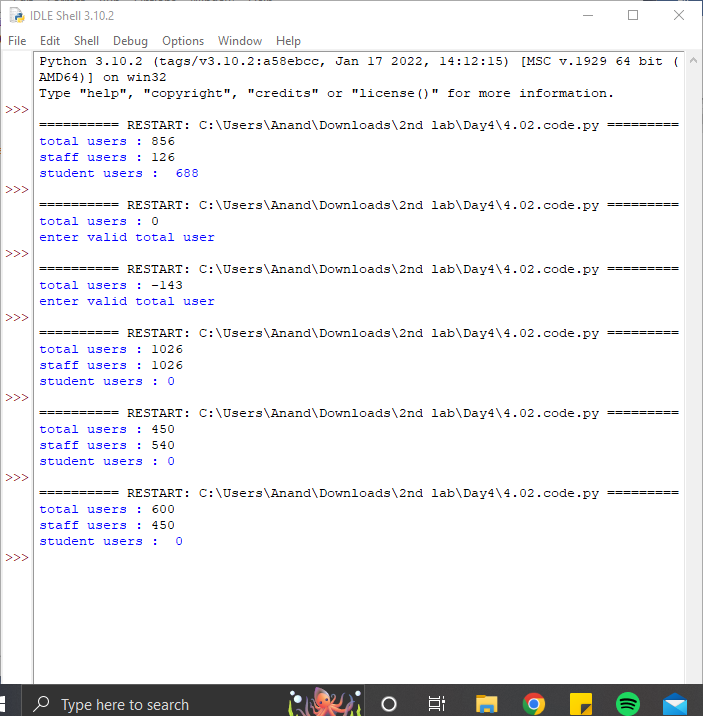 IDLE Shell 3.10.2
File Edit Shell Debug Options Window Help
Python 3.10.2 (tags/v3.10.2:a58ebcc, Jan 17 2022, 14:12:15) [MSC v.1929 64 bit (
AMD64)] on win32
Type "help", "copyright", "credits" or "license()" for more information.
>>>
========== RESTART: C:\Users\Anand\Downloads\2nd lab\Day4\4.02.code.py =========
total users : 856
staff users : 126
student users :  688
>>>
========== RESTART: C:\Users\Anand\Downloads\2nd lab\Day4\4.02.code.py =========
total users : 0
enter valid total user
>>>
========== RESTART: C:\Users\Anand\Downloads\2nd lab\Day4\4.02.code.py =========
total users : -143
enter valid total user
>>>
========== RESTART: C:\Users\Anand\Downloads\2nd lab\Day4\4.02.code.py =========
total users : 1026
staff users : 1026
student users : 0
>>>
========== RESTART: C:\Users\Anand\Downloads\2nd lab\Day4\4.02.code.py =========
total users : 450
staff users : 540
student users : 0
>>>
========== RESTART: C:\Users\Anand\Downloads\2nd lab\Day4\4.02.code.py =========
total users : 600
staff users : 450
student users :  0
>>>
Type here to search